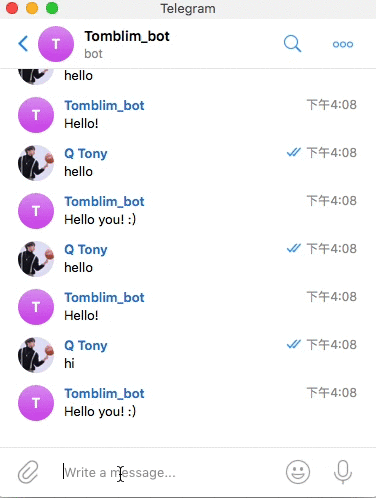 Telegram
T
Tomblim_bot
bot
hello
T
Tomblim_bot
下午4:08
Hello!
Q Tony
下午4:08
hello
T
Tomblim_bot
下午4:08
Hello you! :)
Q Tony
下午4:08
hello
T
Tomblim_bot
下午4:08
Hello!
Q Tony
下午4:08
hi
T
Tomblim_bot
下午4:08
Hello you! :)
Write a message...